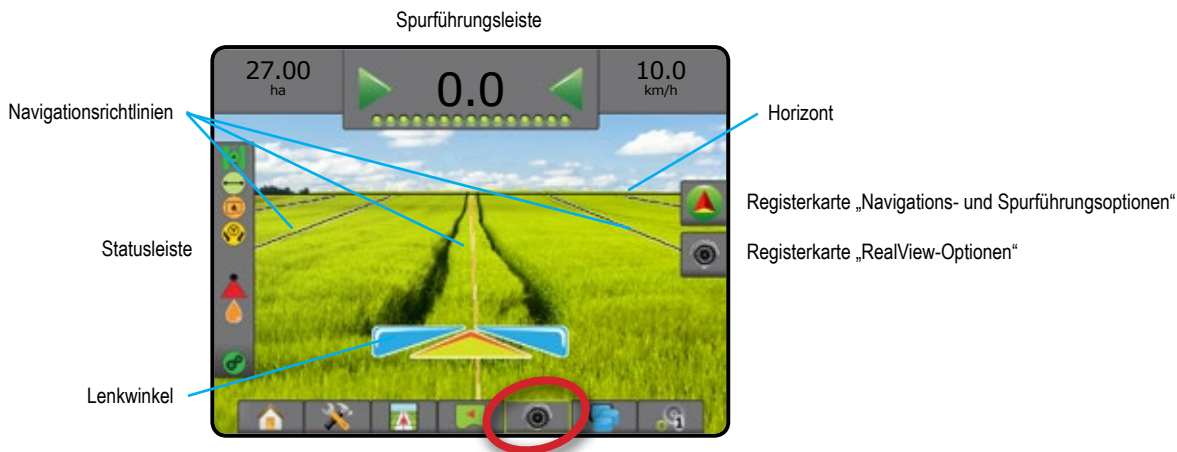 Spurführungsleiste
27.00
ha
0.0
10.0
km/h
Navigationsrichtlinien
Horizont
Registerkarte „Navigations- und Spurführungsoptionen“
Statusleiste
Registerkarte „RealView-Optionen“
Lenkwinkel
1